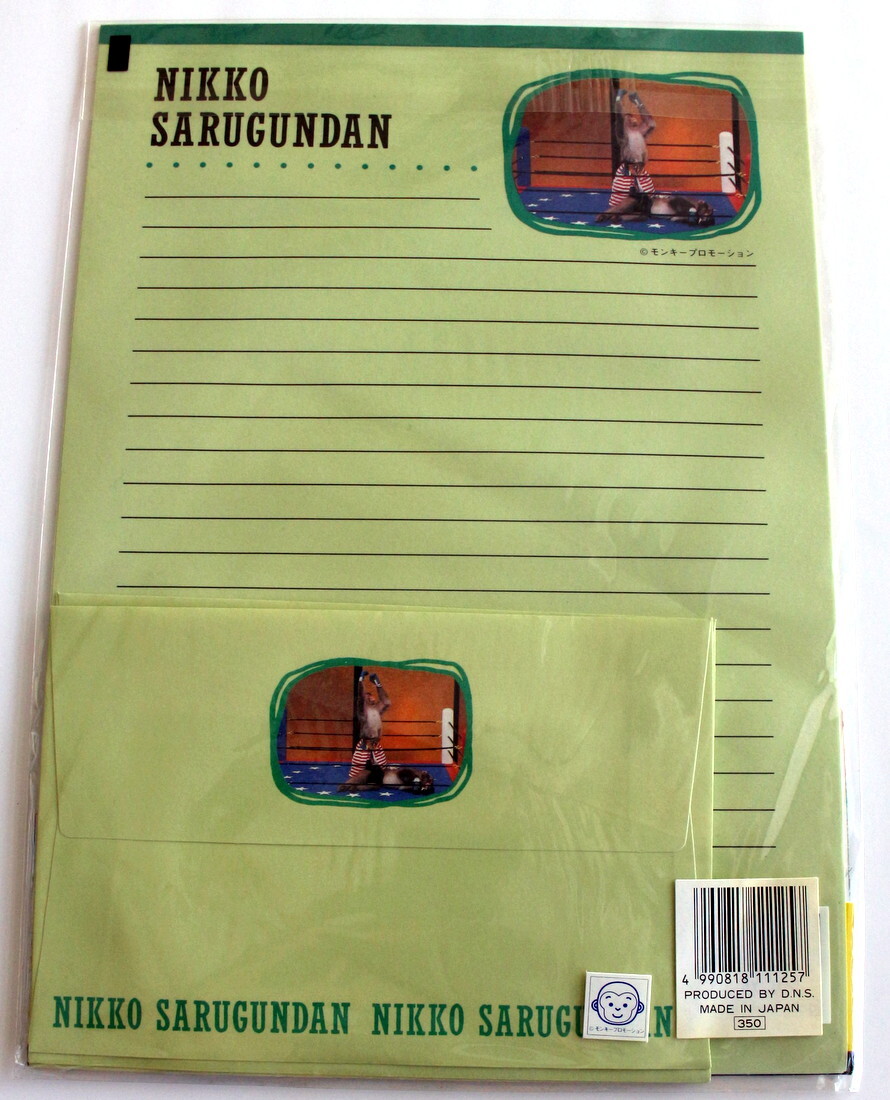 NIKKO
SARUGUNDAN
©モンキープロモーション
NIKKO SARUGUNDAN NIKKO SARUGU N
©モンキープロモーション
4 990818 111257
PRODUCED BY D.N.S.
MADE IN JAPAN
350